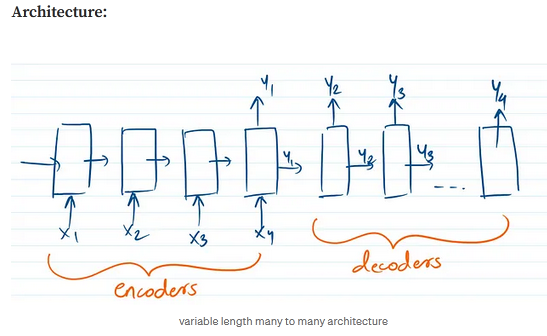 Architecture:
y1 y2 y3 y4
y1 y2 y3 ...
x1 x2 x3 x4
encoders decoders
variable length many to many architecture